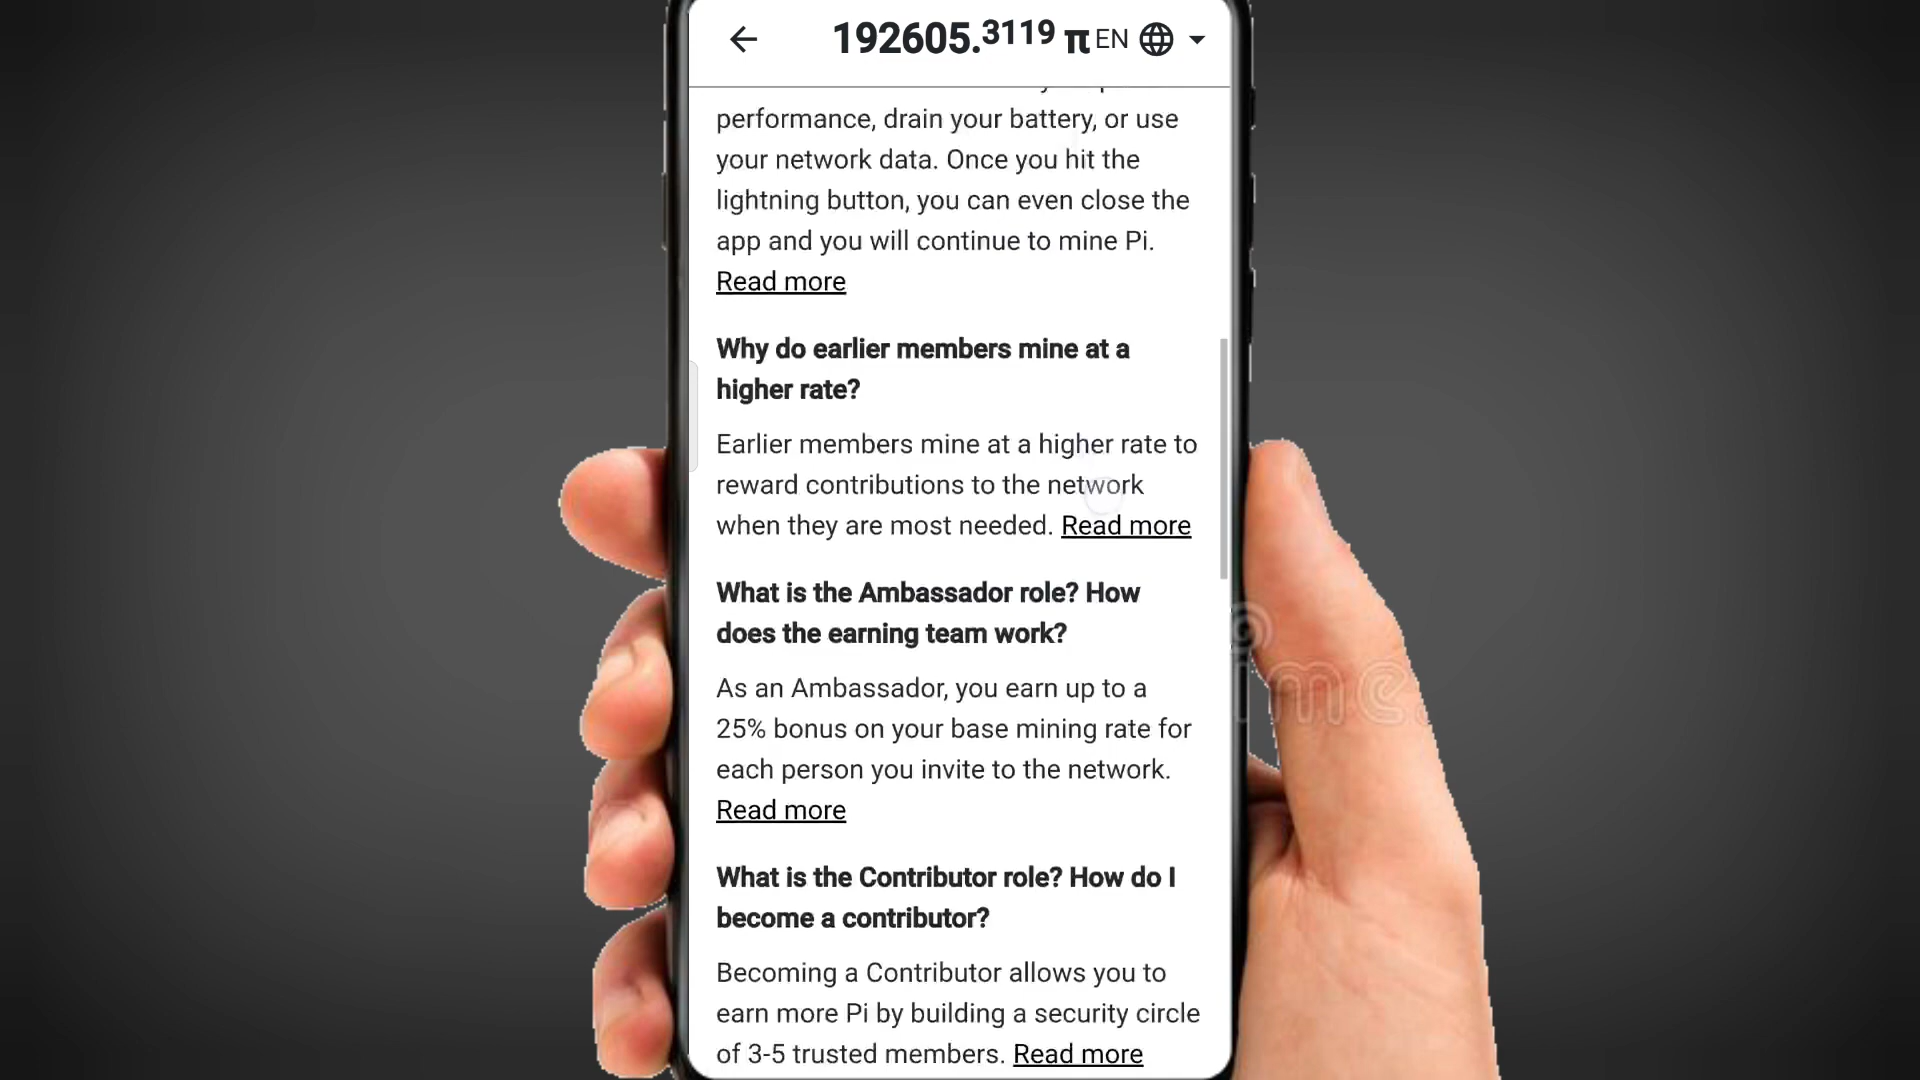 192605.3119 π EN
performance, drain your battery, or use
your network data. Once you hit the
lightning button, you can even close the
app and you will continue to mine Pi.
Read more
Why do earlier members mine at a
higher rate?
Earlier members mine at a higher rate to
reward contributions to the network
when they are most needed. Read more
What is the Ambassador role? How
does the earning team work?
As an Ambassador, you earn up to a
25% bonus on your base mining rate for
each person you invite to the network.
Read more
What is the Contributor role? How do I
become a contributor?
Becoming a Contributor allows you to
earn more Pi by building a security circle
of 3-5 trusted members. Read more